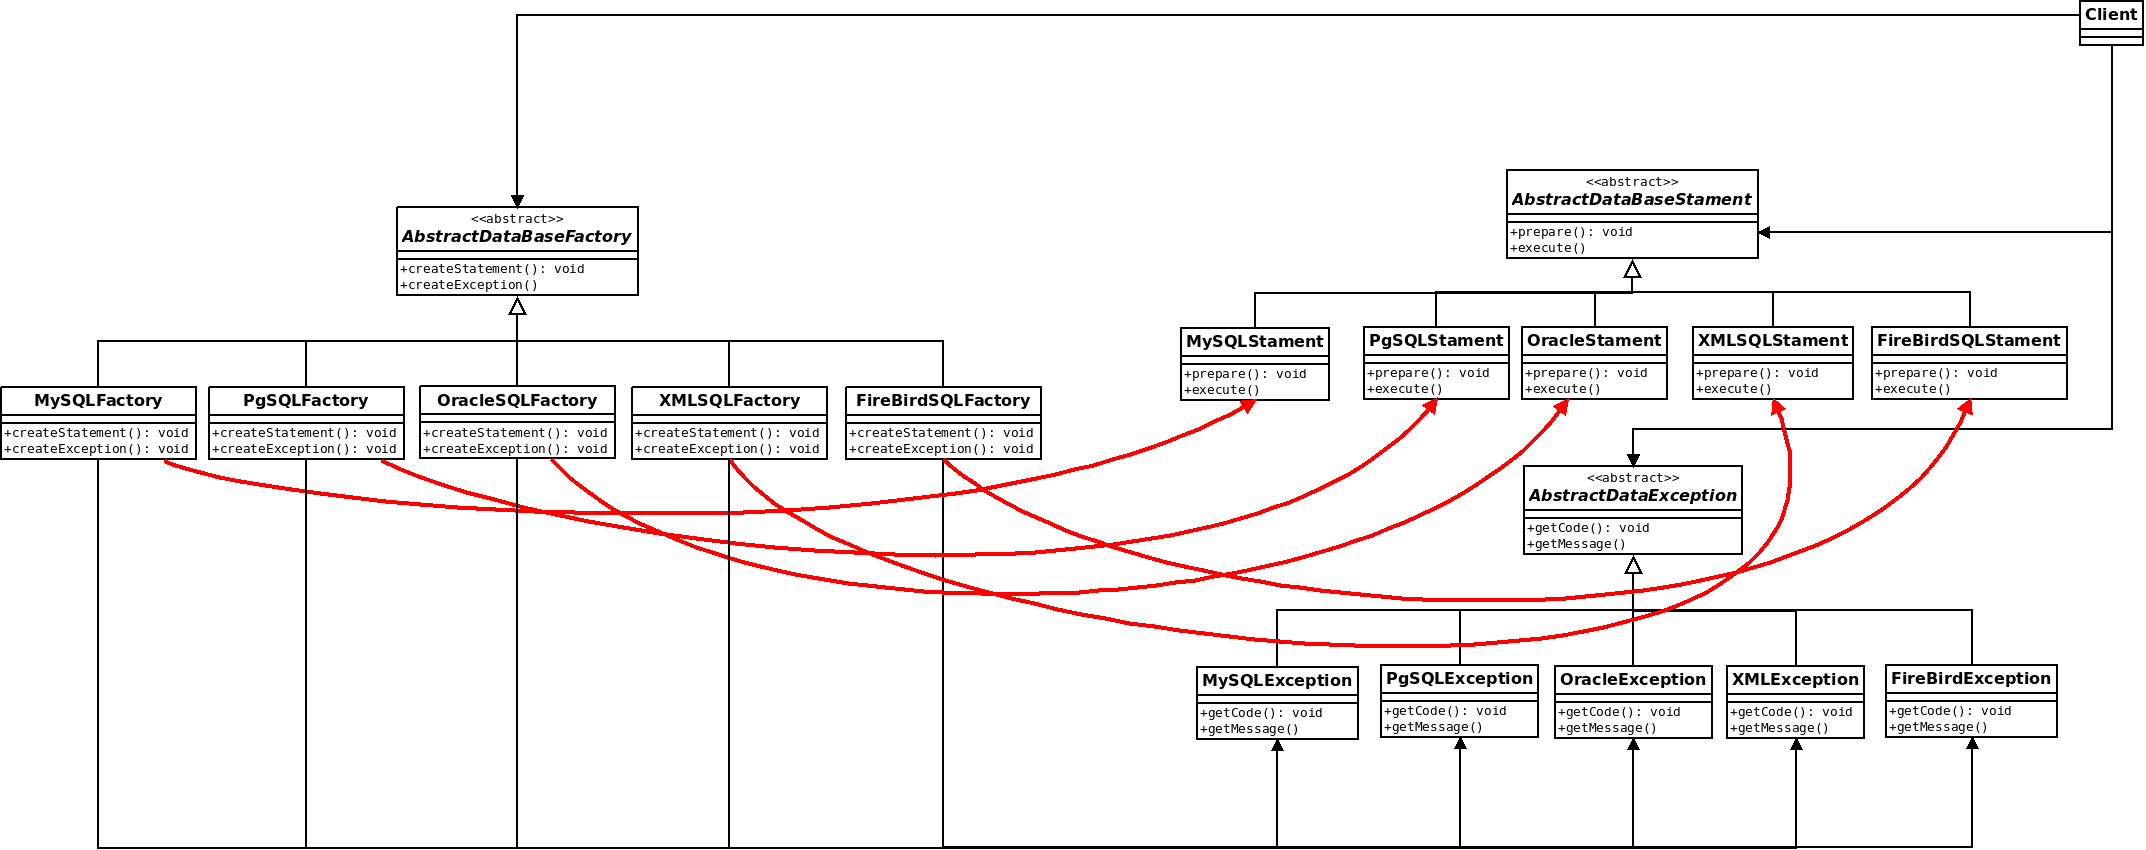 Client
<<abstract>>
AbstractDataBaseStament
+prepare(): void
+execute()
<<abstract>>
AbstractDataBaseFactory
+createStatement(): void
+createException()
MySQLStament
+prepare(): void
+execute()
PgSQLStament
+prepare(): void
+execute()
OracleStament
+prepare(): void
+execute()
XMLSQLStament
+prepare(): void
+execute()
FireBirdSQLStament
+prepare(): void
+execute()
MySQLFactory
+createStatement(): void
+createException(): void
PgSQLFactory
+createStatement(): void
+createException(): void
OracleSQLFactory
+createStatement(): void
+createException(): void
XMLSQLFactory
+createStatement(): void
+createException(): void
FireBirdSQLFactory
+createStatement(): void
+createException(): void
<<abstract>>
AbstractDataException
+getCode(): void
+getMessage()
MySQLException
+getCode(): void
+getMessage()
PgSQLException
+getCode(): void
+getMessage()
OracleException
+getCode(): void
+getMessage()
XMLException
+getCode(): void
+getMessage()
FireBirdException
+getCode(): void
+getMessage()